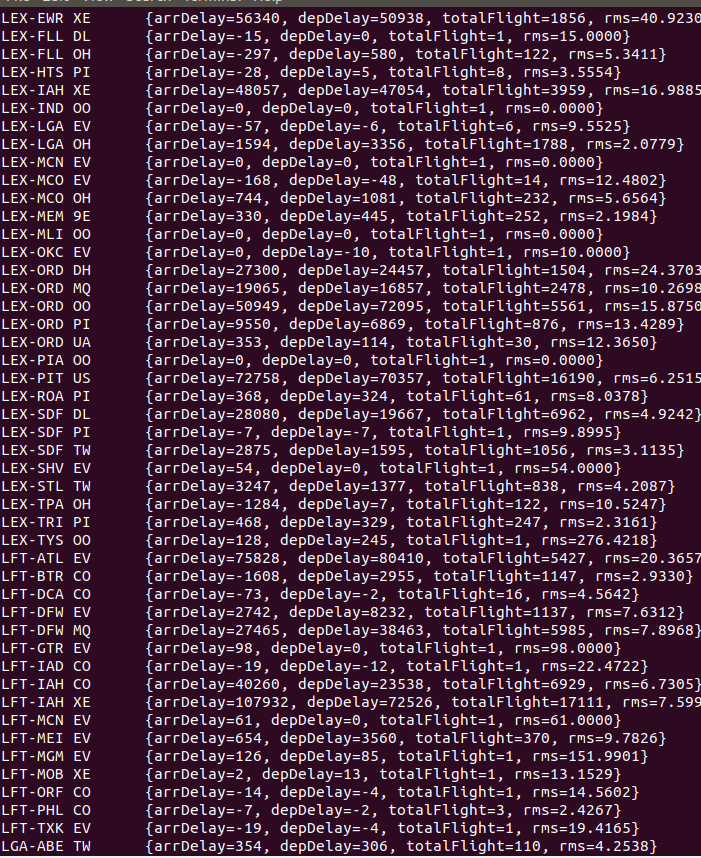 LEX-EWR XE {arrDelay=56340, depDelay=50938, totalFlight=1856, rms=40.9230
LEX-FLL DL {arrDelay=-15, depDelay=0, totalFlight=1, rms=15.0000}
LEX-FLL OH {arrDelay=-297, depDelay=580, totalFlight=122, rms=5.3411}
LEX-HTS PI {arrDelay=-28, depDelay=5, totalFlight=8, rms=3.5554}
LEX-IAH XE {arrDelay=48057, depDelay=47054, totalFlight=3959, rms=16.9885
LEX-IND OO {arrDelay=0, depDelay=0, totalFlight=1, rms=0.0000}
LEX-LGA EV {arrDelay=-57, depDelay=-6, totalFlight=6, rms=9.5525}
LEX-LGA OH {arrDelay=1594, depDelay=3356, totalFlight=1788, rms=2.0779}
LEX-MCN EV {arrDelay=0, depDelay=0, totalFlight=1, rms=0.0000}
LEX-MCO EV {arrDelay=-168, depDelay=-48, totalFlight=14, rms=12.4802}
LEX-MCO OH {arrDelay=744, depDelay=1081, totalFlight=232, rms=5.6564}
LEX-MEM 9E {arrDelay=330, depDelay=445, totalFlight=252, rms=2.1984}
LEX-MLI OO {arrDelay=0, depDelay=0, totalFlight=1, rms=0.0000}
LEX-OKC EV {arrDelay=0, depDelay=-10, totalFlight=1, rms=10.0000}
LEX-ORD DH {arrDelay=27300, depDelay=24457, totalFlight=1504, rms=24.3703
LEX-ORD MQ {arrDelay=19065, depDelay=16857, totalFlight=2478, rms=10.2698
LEX-ORD OO {arrDelay=50949, depDelay=72095, totalFlight=5561, rms=15.8750
LEX-ORD PI {arrDelay=9550, depDelay=6869, totalFlight=876, rms=13.4289}
LEX-ORD UA {arrDelay=353, depDelay=114, totalFlight=30, rms=12.3650}
LEX-PIA OO {arrDelay=0, depDelay=0, totalFlight=1, rms=0.0000}
LEX-PIT US {arrDelay=72758, depDelay=70357, totalFlight=16190, rms=6.2515
LEX-ROA PI {arrDelay=368, depDelay=324, totalFlight=61, rms=8.0378}
LEX-SDF DL {arrDelay=28080, depDelay=19667, totalFlight=6962, rms=4.9242}
LEX-SDF PI {arrDelay=-7, depDelay=-7, totalFlight=1, rms=9.8995}
LEX-SDF TW {arrDelay=2875, depDelay=1595, totalFlight=1056, rms=3.1135}
LEX-SHV EV {arrDelay=54, depDelay=0, totalFlight=1, rms=54.0000}
LEX-STL TW {arrDelay=3247, depDelay=1377, totalFlight=838, rms=4.2087}
LEX-TPA OH {arrDelay=-1284, depDelay=7, totalFlight=122, rms=10.5247}
LEX-TRI PI {arrDelay=468, depDelay=329, totalFlight=247, rms=2.3161}
LEX-TYS OO {arrDelay=128, depDelay=245, totalFlight=1, rms=276.4218}
LFT-ATL EV {arrDelay=75828, depDelay=80410, totalFlight=5427, rms=20.3657
LFT-BTR CO {arrDelay=-1608, depDelay=2955, totalFlight=1147, rms=2.9330}
LFT-DCA CO {arrDelay=-73, depDelay=-2, totalFlight=16, rms=4.5642}
LFT-DFW EV {arrDelay=2742, depDelay=8232, totalFlight=1137, rms=7.6312}
LFT-DFW MQ {arrDelay=27465, depDelay=38463, totalFlight=5985, rms=7.8968}
LFT-GTR EV {arrDelay=98, depDelay=0, totalFlight=1, rms=98.0000}
LFT-IAD CO {arrDelay=-19, depDelay=-12, totalFlight=1, rms=22.4722}
LFT-IAH CO {arrDelay=40260, depDelay=23538, totalFlight=6929, rms=6.7305}
LFT-IAH XE {arrDelay=107932, depDelay=72526, totalFlight=17111, rms=7.599
LFT-MCN EV {arrDelay=61, depDelay=0, totalFlight=1, rms=61.0000}
LFT-MEI EV {arrDelay=654, depDelay=3560, totalFlight=370, rms=9.7826}
LFT-MGM EV {arrDelay=126, depDelay=85, totalFlight=1, rms=151.9901}
LFT-MOB XE {arrDelay=2, depDelay=13, totalFlight=1, rms=13.1529}
LFT-ORF CO {arrDelay=-14, depDelay=-4, totalFlight=1, rms=14.5602}
LFT-PHL CO {arrDelay=-7, depDelay=-2, totalFlight=3, rms=2.4267}
LFT-TXK EV {arrDelay=-19, depDelay=-4, totalFlight=1, rms=19.4165}
LGA-ABE TW {arrDelay=354, depDelay=306, totalFlight=110, rms=4.2538}